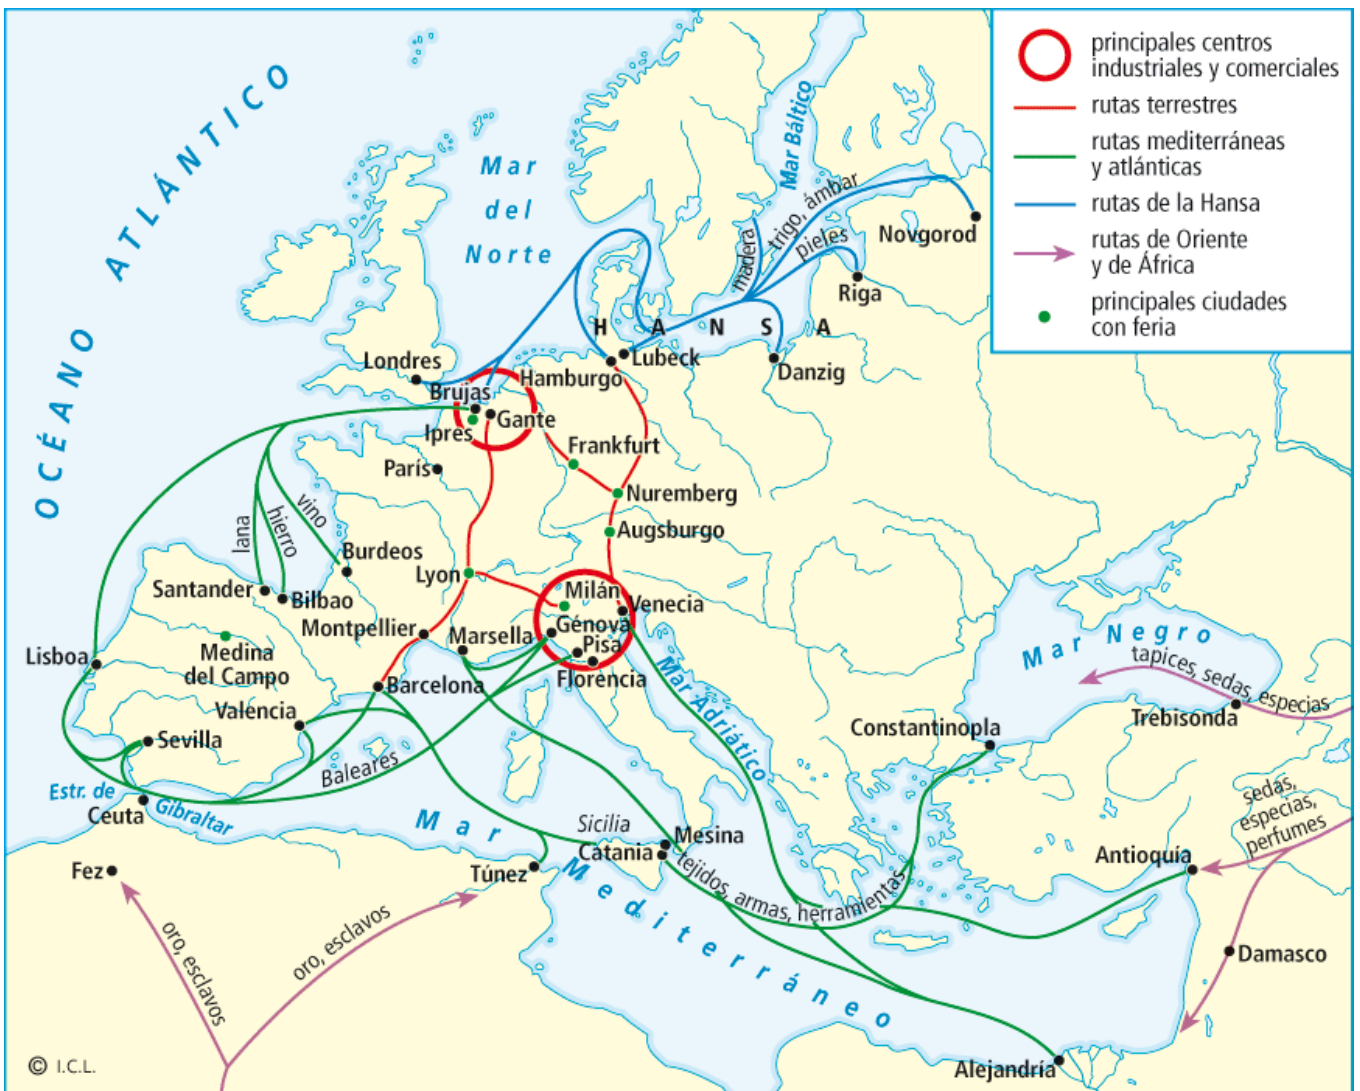 principales centros
industriales y comerciales
rutas terrestres
rutas mediterráneas
y atlánticas
rutas de la Hansa
rutas de Oriente
y de África
principales ciudades
con feria
OCÉANO ATLÁNTICO
Mar
del
Norte
Mar Báltico
trigo, ámbar
pieles
madera
Novgorod
Riga
HANSA
Londres
Lubeck
Hamburgo
Danzig
Brujas
Gante
Ipres
Frankfurt
París
Nuremberg
Augsburgo
lana
hierro
vino
Burdeos
Lyon
Santander
Bilbao
Milán
Venecia
Génova
Montpellier
Marsella
Pisa
Florencia
Medina
del Campo
Lisboa
Barcelona
Valencia
Sevilla
Mar Adriático
Mar Negro
tapices, sedas, especias
Trebisonda
Constantinopla
Baleares
Estr. de
Gibraltar
Ceuta
Mar Mediterráneo
Sicilia
Mesina
Catania
tejidos, armas, herramientas
sedas,
especias,
perfumes
Antioquía
Fez
Túnez
oro, esclavos
oro, esclavos
Damasco
Alejandría
© I.C.L.